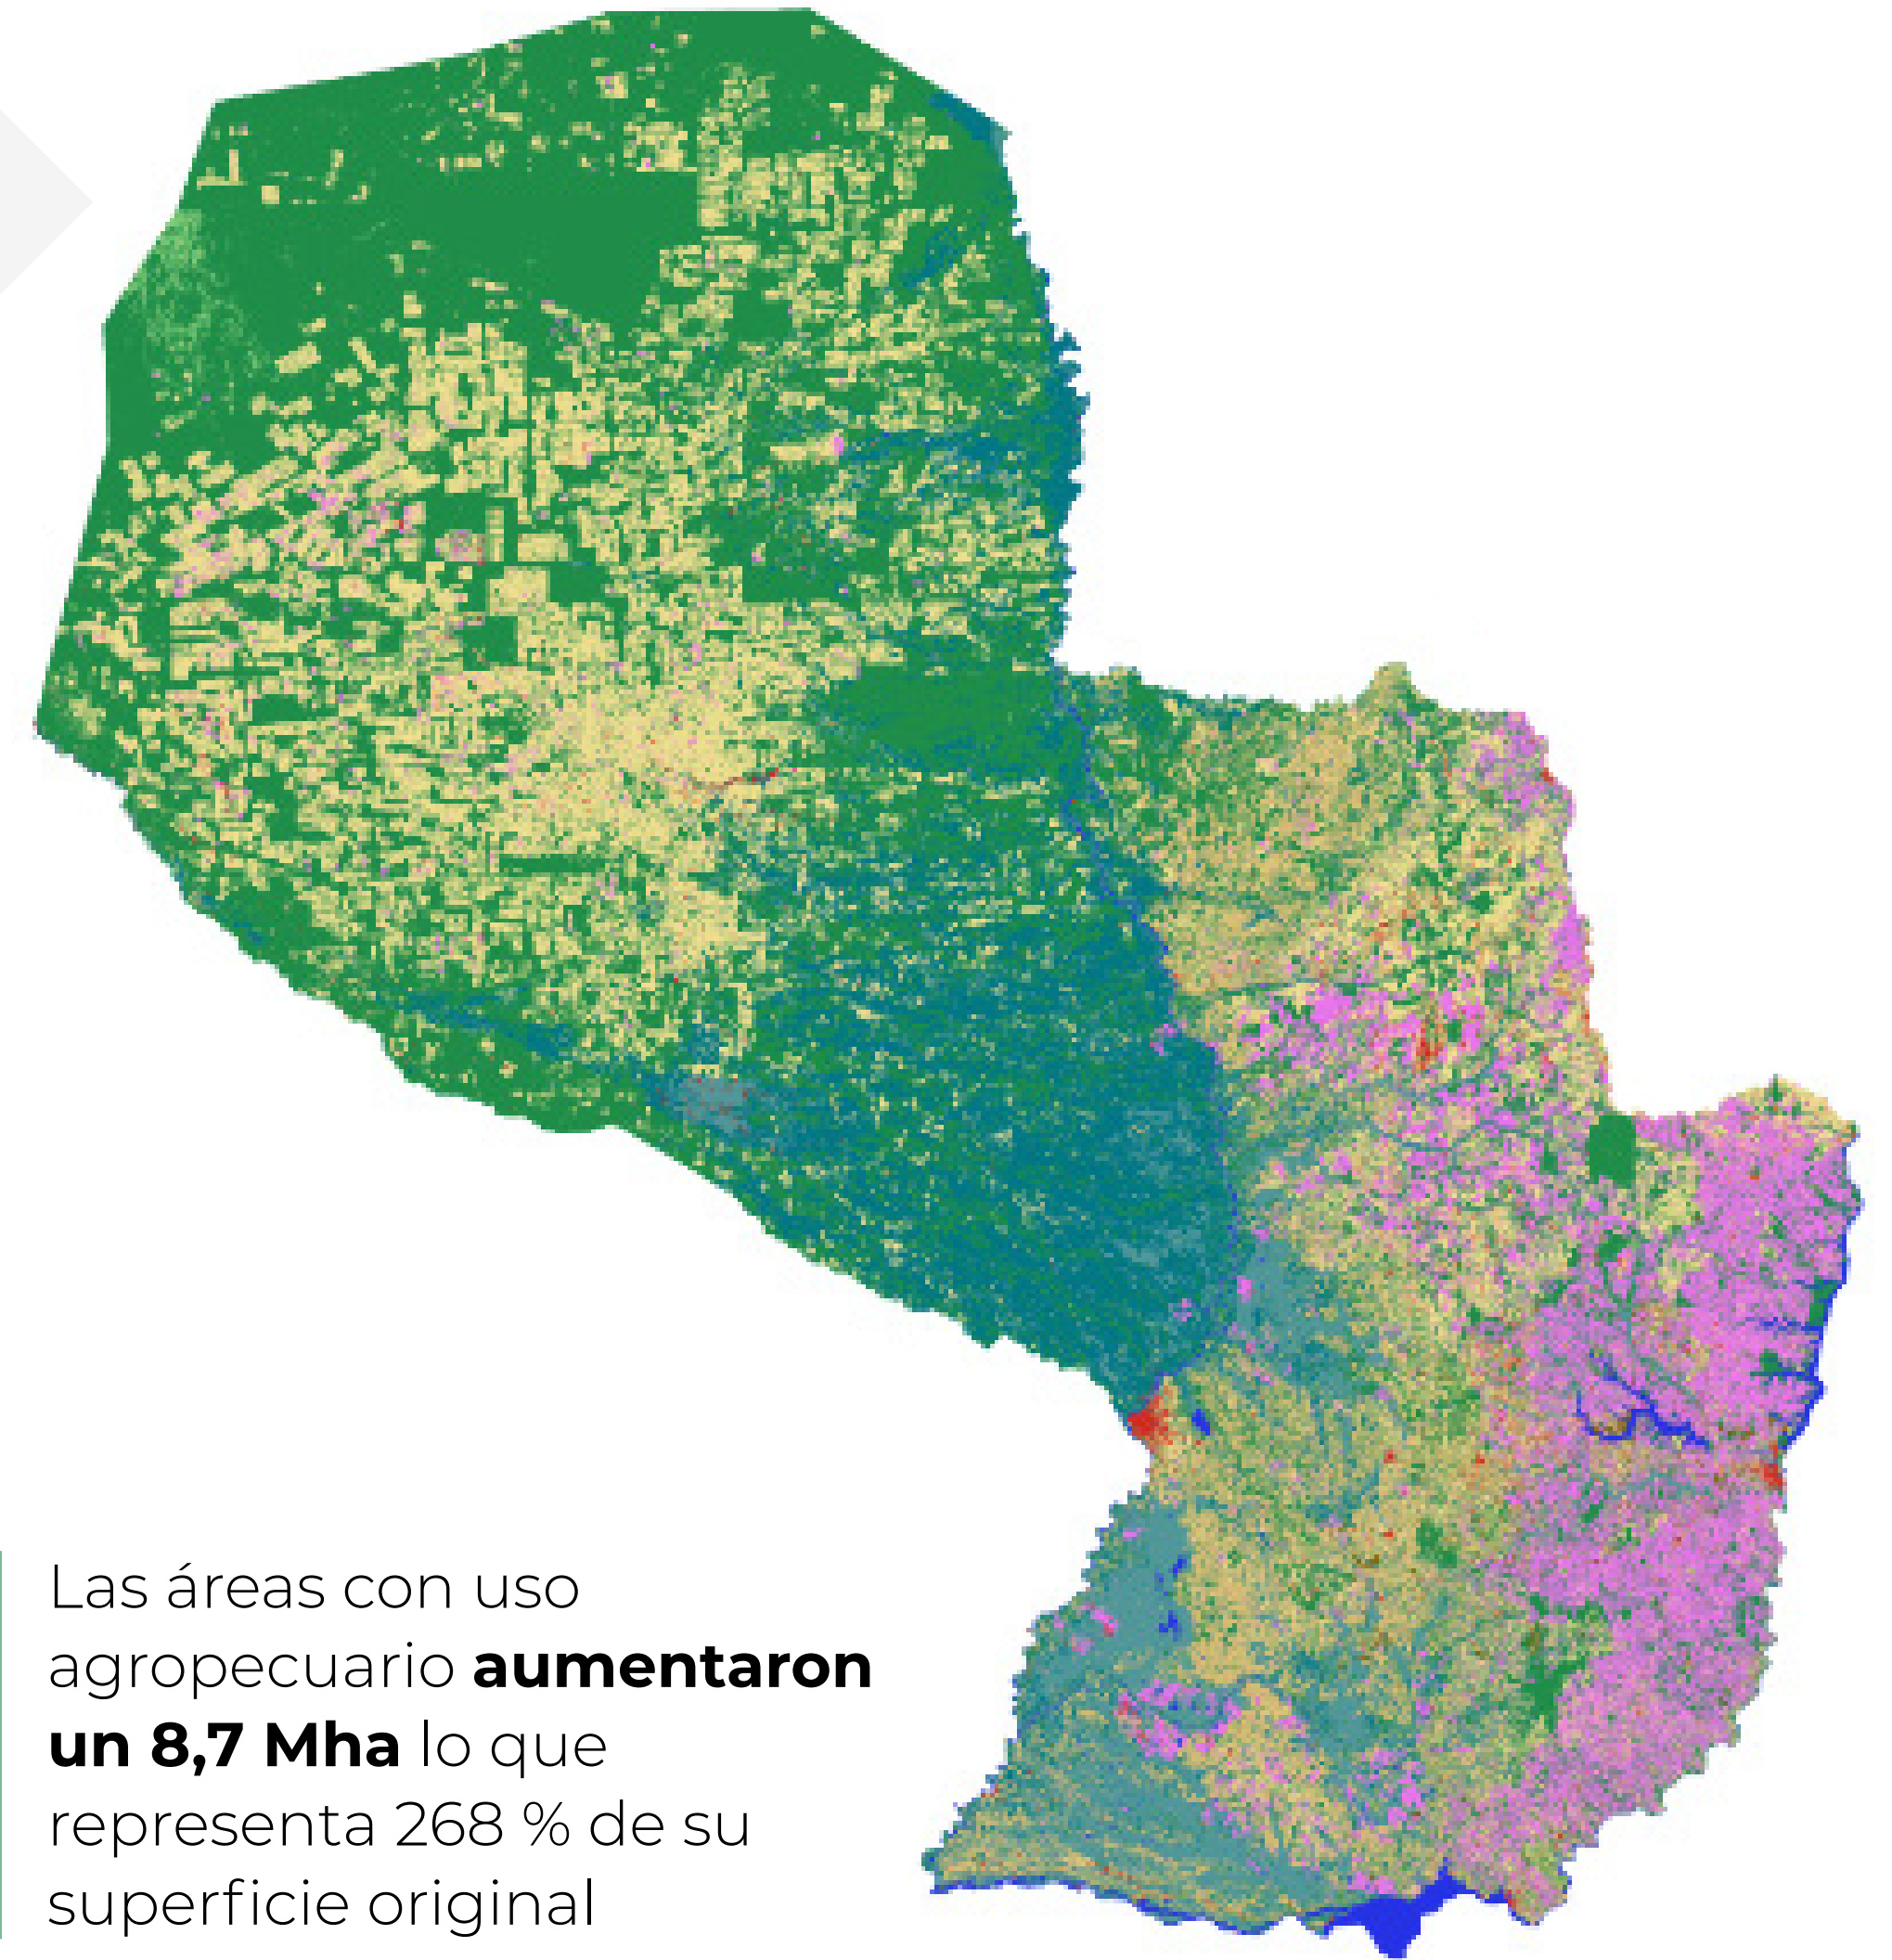 Las áreas con uso
agropecuario aumentaron
un 8,7 Mha lo que
representa 268 % de su
superficie original